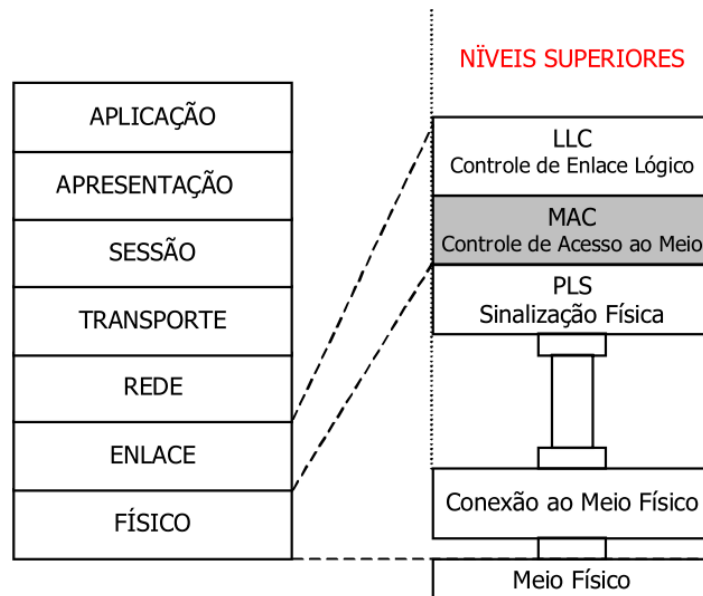 APLICAÇÃO
APRESENTAÇÃO
SESSÃO
TRANSPORTE
REDE
ENLACE
FÍSICO
NÏVEIS SUPERIORES
LLC
Controle de Enlace Lógico
MAC
Controle de Acesso ao Meio
PLS
Sinalização Física
Conexão ao Meio Físico
Meio Físico